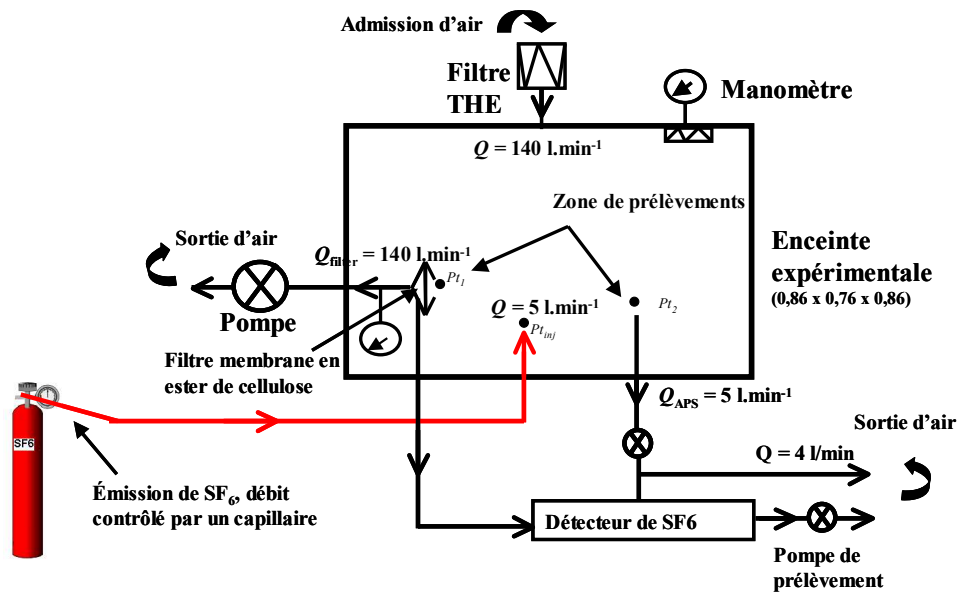 Admission d'air
Filtre
THE
Manomètre
Q = 140 l.min-1
Zone de prélèvements
Sortie d'air
Qfilter = 140 l.min-1
Pt1
Enceinte
expérimentale
(0,86 x 0,76 x 0,86)
Pompe
Q = 5 l.min-1
Pt2
Ptinj
Filtre membrane en
ester de cellulose
QAPS = 5 l.min-1
Sortie d'air
Q = 4 l/min
SF6
Émission de SF6, débit
contrôlé par un capillaire
Détecteur de SF6
Pompe de
prélèvement